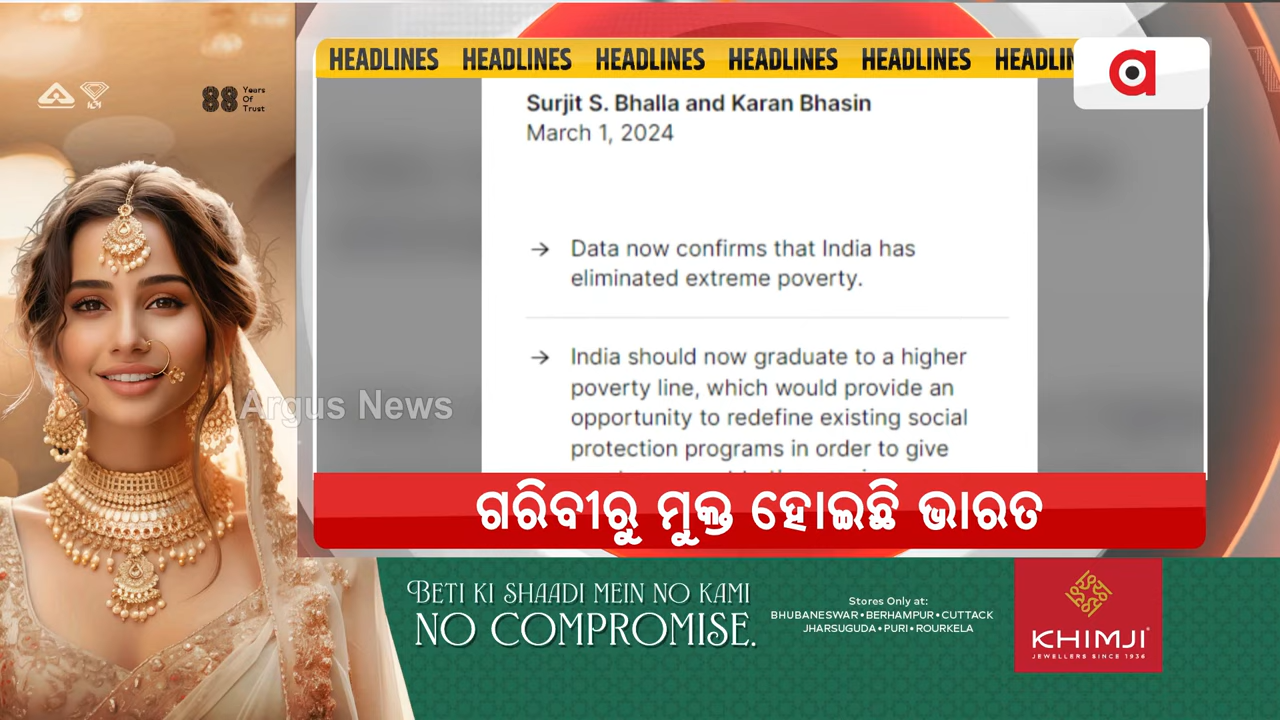 HEADLINES HEADLINES HEADLINES HEADLINES HEADLINES
88 Years
Of
Trust
Surjit S. Bhalla and Karan Bhasin
March 1, 2024
→ Data now confirms that India has
eliminated extreme poverty.
→ India should now graduate to a higher
poverty line, which would provide an
opportunity to redefine existing social
protection programs in order to give
Argus News
ଗରିବୀରୁ ମୁକ୍ତ ହୋଇଛି ଭାରତ
BETI KI SHAADI MEIN NO KAMI
NO COMPROMISE.
Stores Only at:
BHUBANESWAR • BERHAMPUR • CUTTACK
JHARSUGUDA • PURI • ROURKELA
KHIMJI
JEWELLERS SINCE 1936